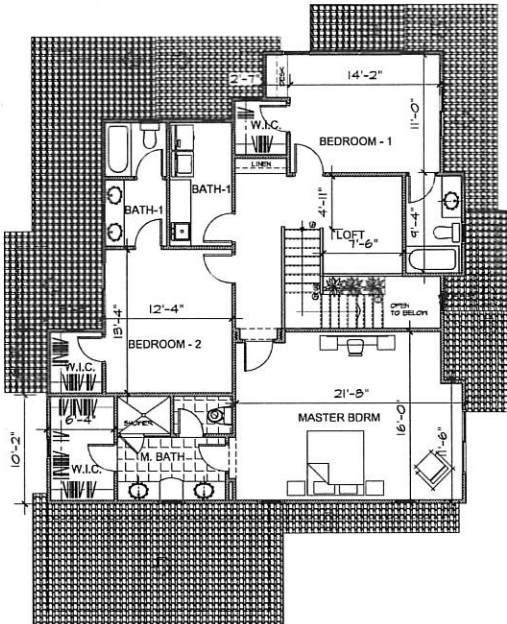 2'-7"
14'-2"
DESK
W.I.C.
BEDROOM - 1
11'-0"
LINEN
BATH-1
BATH-1
4'-11"
LOFT
7'-6"
9'-4"
12'-4"
13'-4"
BEDROOM - 2
OPEN
TO BELOW
W.I.C.
21'-8"
MASTER BDRM
16'-0"
11'-6"
6'-4"
SHOWER
10'-2"
W.I.C.
M. BATH